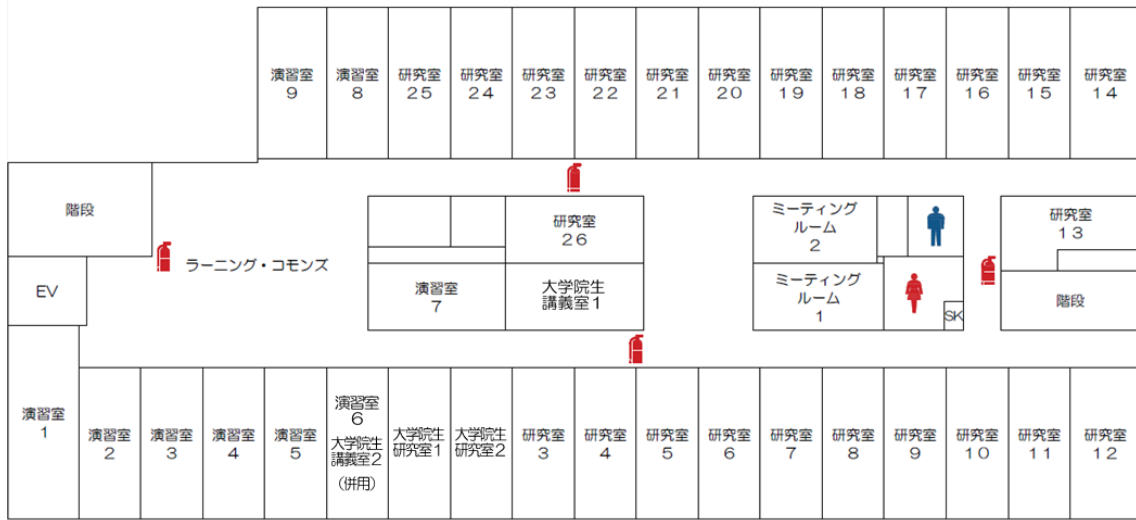 演習室
9
演習室
8
研究室
25
研究室
24
研究室
23
研究室
22
研究室
21
研究室
20
研究室
19
研究室
18
研究室
17
研究室
16
研究室
15
研究室
14
階段
研究室
26
ミーティング
ルーム
2
研究室
13
ラーニング・コモンズ
EV
演習室
7
大学院生
講義室1
ミーティング
ルーム
1
SK
階段
演習室
1
演習室
2
演習室
3
演習室
4
演習室
5
演習室
6
大学院生
講義室2
(併用)
大学院生
研究室1
大学院生
研究室2
研究室
3
研究室
4
研究室
5
研究室
6
研究室
7
研究室
8
研究室
9
研究室
10
研究室
11
研究室
12